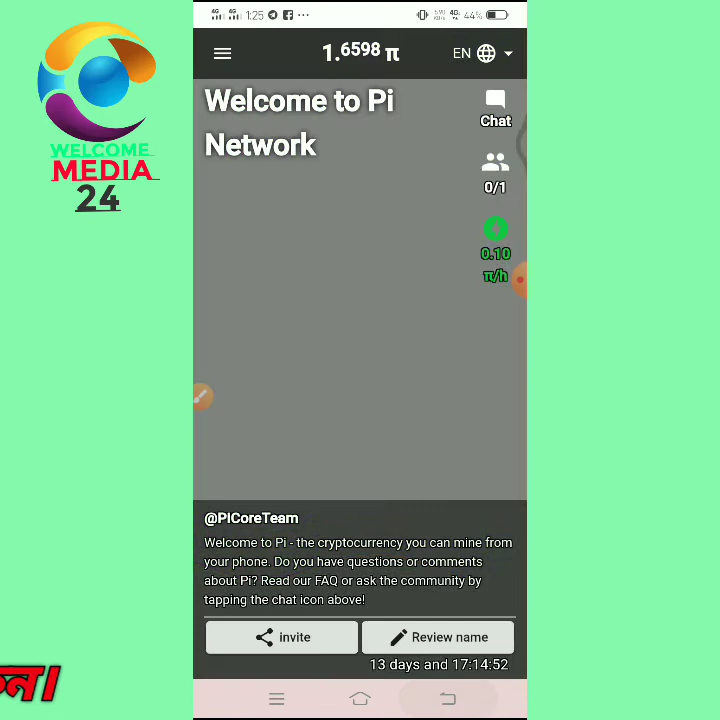 1:25
44%
1.6598 π
EN
Welcome to Pi
Network
Chat
0/1
0.10
π/h
WELCOME
MEDIA
24
@PiCoreTeam
Welcome to Pi - the cryptocurrency you can mine from
your phone. Do you have questions or comments
about Pi? Read our FAQ or ask the community by
tapping the chat icon above!
invite
Review name
13 days and 17:14:52